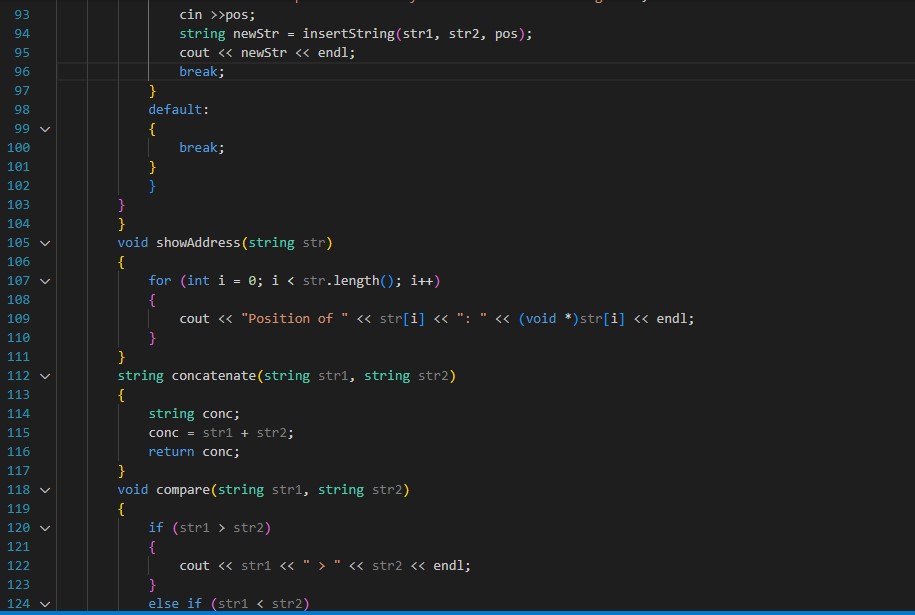 93 cin >>pos;
94 string newStr = insertString(str1, str2, pos);
95 cout << newStr << endl;
96 break;
97 }
98 default:
99 {
100 break;
101 }
102 }
103 }
104 }
105 void showAddress(string str)
106 {
107 for (int i = 0; i < str.length(); i++)
108 {
109 cout << "Position of " << str[i] << ": " << (void *)str[i] << endl;
110 }
111 }
112 string concatenate(string str1, string str2)
113 {
114 string conc;
115 conc = str1 + str2;
116 return conc;
117 }
118 void compare(string str1, string str2)
119 {
120 if (str1 > str2)
121 {
122 cout << str1 << " > " << str2 << endl;
123 }
124 else if (str1 < str2)